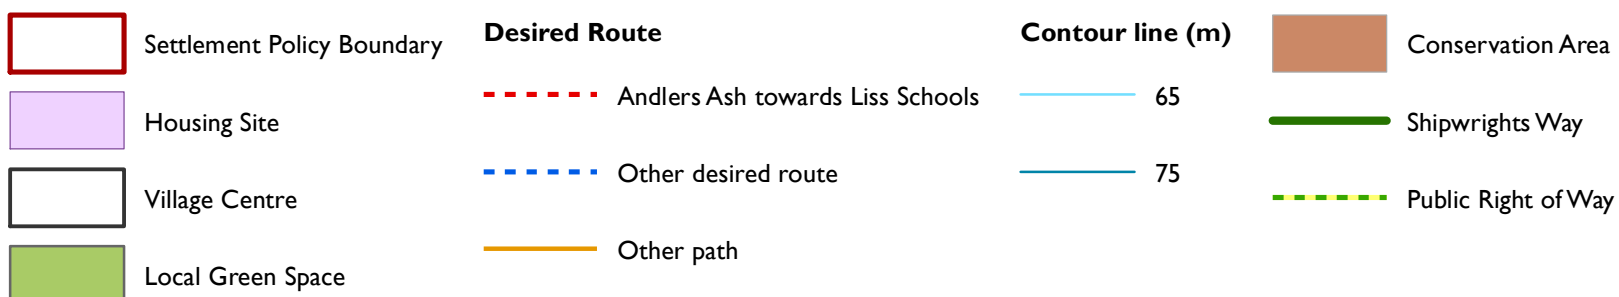 Settlement Policy Boundary
Housing Site
Village Centre
Local Green Space
Desired Route
Andlers Ash towards Liss Schools
Other desired route
Other path
Contour line (m)
65
75
Conservation Area
Shipwrights Way
Public Right of Way